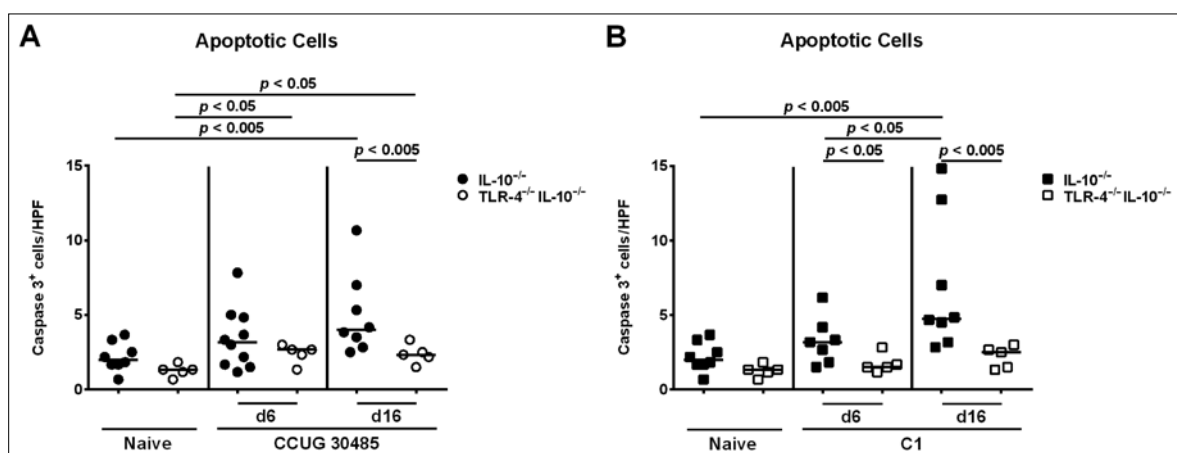 A
Apoptotic Cells
p < 0.05
p < 0.05
p < 0.005
p < 0.005
15
10
5
0
Caspase 3⁺ cells/HPF
IL-10⁻/⁻
TLR-4⁻/⁻ IL-10⁻/⁻
d6
d16
Naive
CCUG 30485
B
Apoptotic Cells
p < 0.005
p < 0.05
p < 0.05
p < 0.005
15
10
5
0
Caspase 3⁺ cells/HPF
IL-10⁻/⁻
TLR-4⁻/⁻ IL-10⁻/⁻
d6
d16
Naive
C1